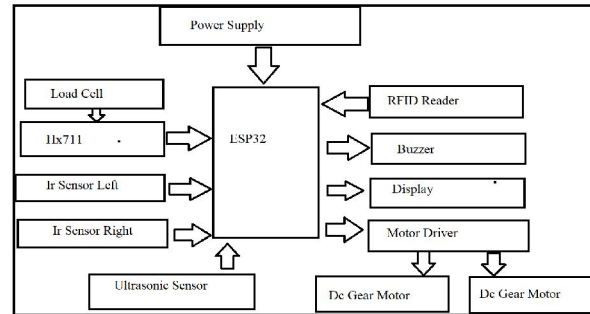 Power Supply
Load Cell
Hx711
Ir Sensor Left
Ir Sensor Right
Ultrasonic Sensor
ESP32
RFID Reader
Buzzer
Display
Motor Driver
Dc Gear Motor
Dc Gear Motor